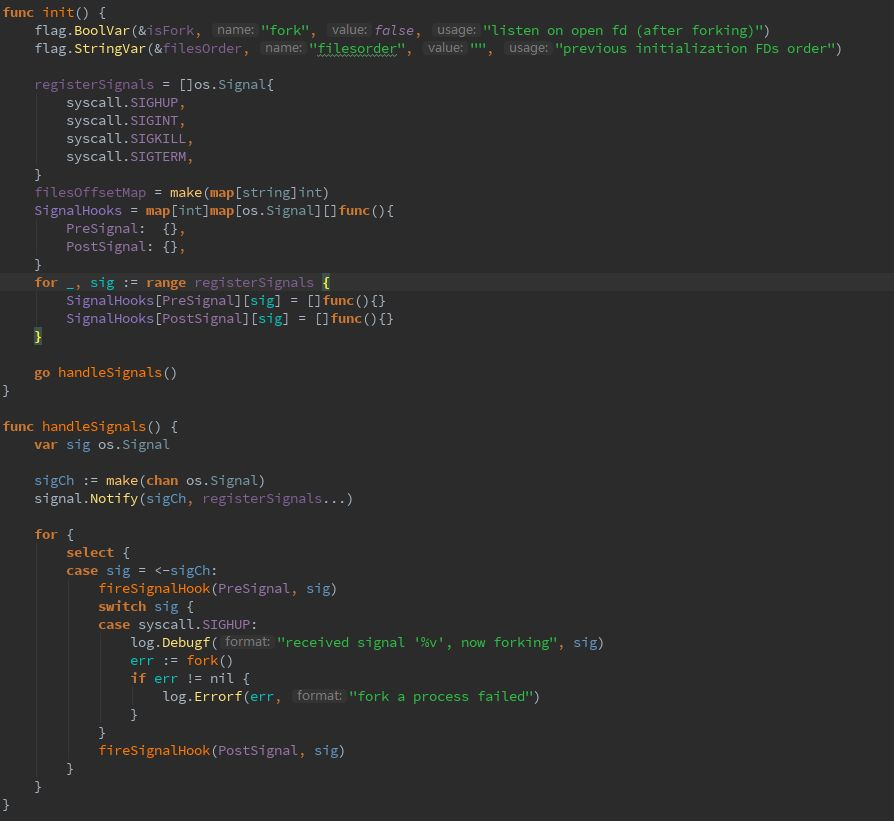 func init() {
    flag.BoolVar(&isFork, name: "fork", value: false, usage: "listen on open fd (after forking)")
    flag.StringVar(&filesOrder, name: "filesorder", value: "", usage: "previous initialization FDs order")
    registerSignals = []os.Signal{
        syscall.SIGHUP,
        syscall.SIGINT,
        syscall.SIGKILL,
        syscall.SIGTERM,
    }
    filesOffsetMap = make(map[string]int)
    SignalHooks = map[int]map[os.Signal][]func(){
        PreSignal:  {},
        PostSignal: {},
    }
    for _, sig := range registerSignals {
        SignalHooks[PreSignal][sig] = []func(){}
        SignalHooks[PostSignal][sig] = []func(){}
    }
    go handleSignals()
}
func handleSignals() {
    var sig os.Signal
    sigCh := make(chan os.Signal)
    signal.Notify(sigCh, registerSignals...)
    for {
        select {
        case sig = <-sigCh:
            fireSignalHook(PreSignal, sig)
            switch sig {
            case syscall.SIGHUP:
                log.Debugf( format: "received signal '%v', now forking", sig)
                err := fork()
                if err != nil {
                    log.Errorf(err, format: "fork a process failed")
                }
            }
            fireSignalHook(PostSignal, sig)
        }
    }
}